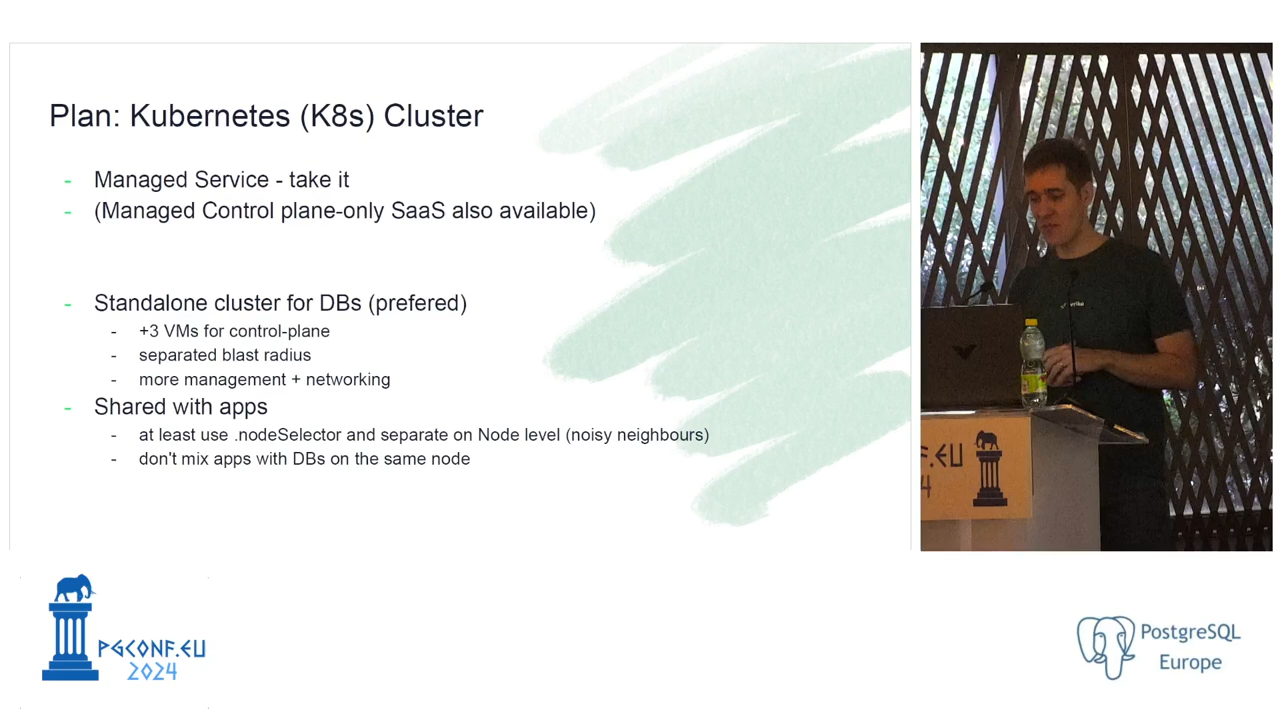 Plan: Kubernetes (K8s) Cluster
- Managed Service - take it
- (Managed Control plane-only SaaS also available)
- Standalone cluster for DBs (prefered)
- +3 VMs for control-plane
- separated blast radius
- more management + networking
- Shared with apps
- at least use .nodeSelector and separate on Node level (noisy neighbours)
- don't mix apps with DBs on the same node
F.EU
4
PGCONF.EU
2024
PostgreSQL
Europe